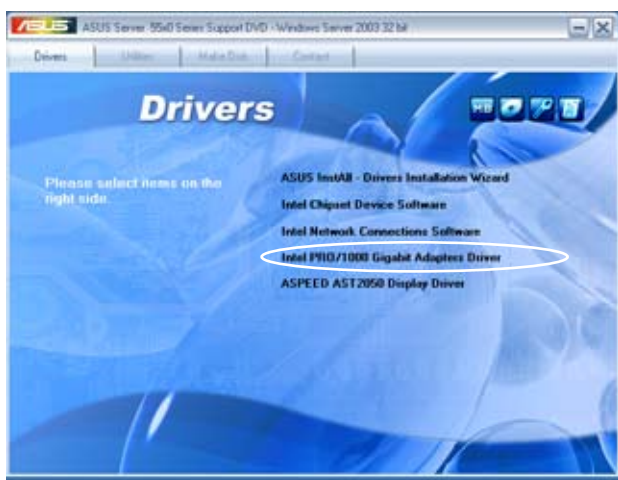 ASUS ASUS Server 55x0 Series Support DVD - Windows Server 2003 32 bit
Drivers Utilities Make Disk Contact
Drivers
Please select items on the
right side.
ASUS InstAll - Drivers Installation Wizard
Intel Chipset Device Software
Intel Network Connections Software
Intel PRO/1000 Gigabit Adapters Driver
ASPEED AST2050 Display Driver